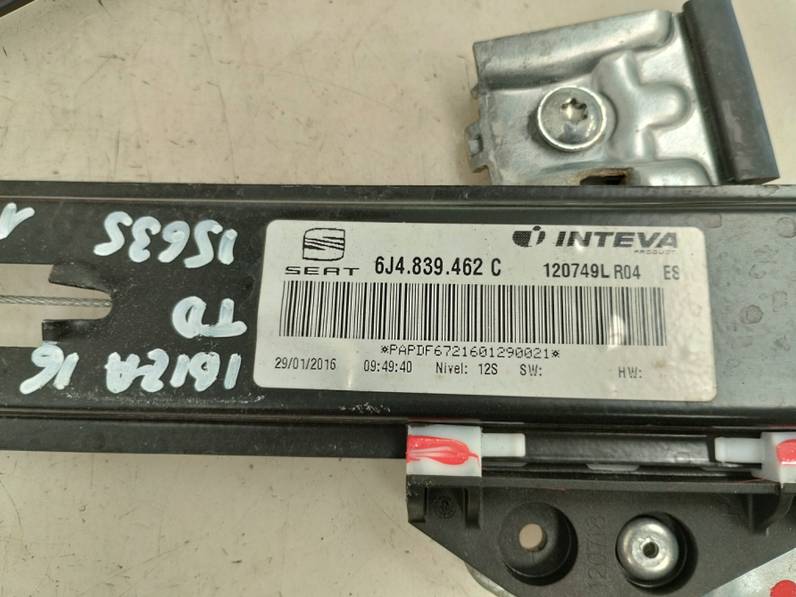 SEAT
6J4.839.462 C
INTEVA
PRODUCTS
120749L R04 ES
*PAPDF6721601290021*
29/01/2016 09:49:40 Nivel: 12S SW: HW:
15635
TD
IBIZA 16